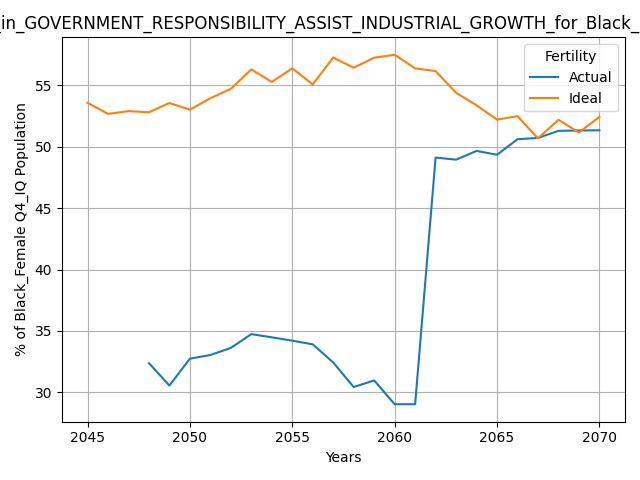 _in_GOVERNMENT_RESPONSIBILITY_ASSIST_INDUSTRIAL_GROWTH_for_Black_
Fertility
Actual
Ideal
% of Black_Female Q4_IQ Population
55
50
45
40
35
30
2045 2050 2055 2060 2065 2070
Years